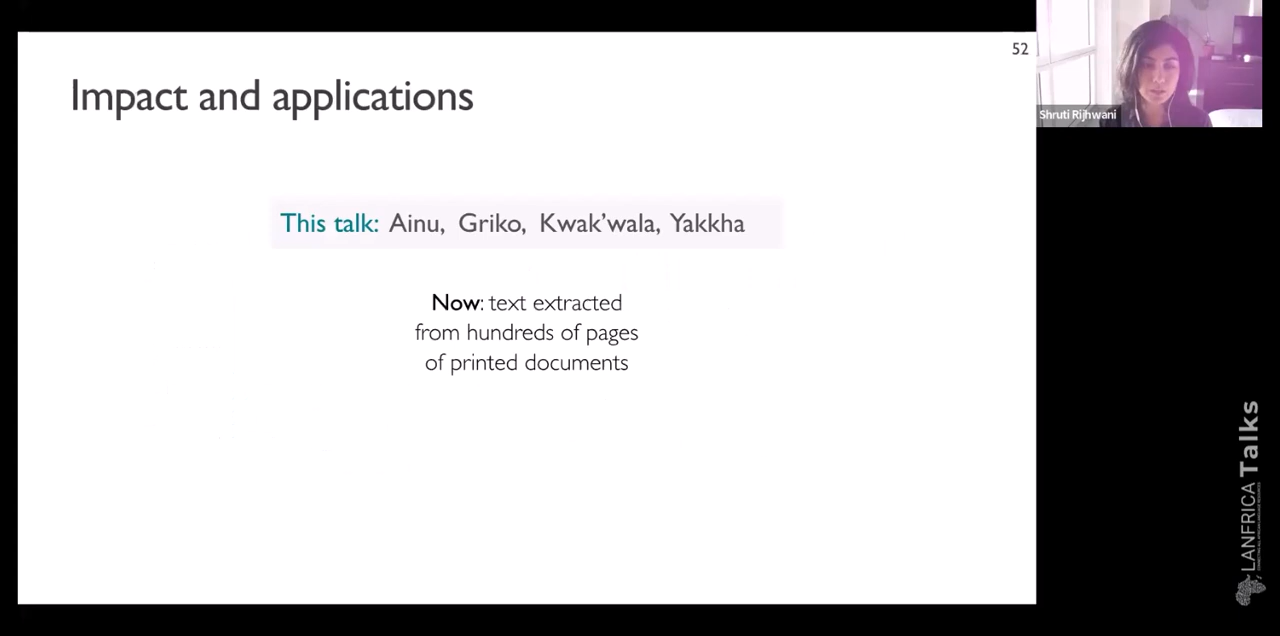 52
Impact and applications
This talk: Ainu, Griko, Kwak’wala, Yakkha
Now: text extracted
from hundreds of pages
of printed documents
Shruti Rijhwani
LANFRICA Talks